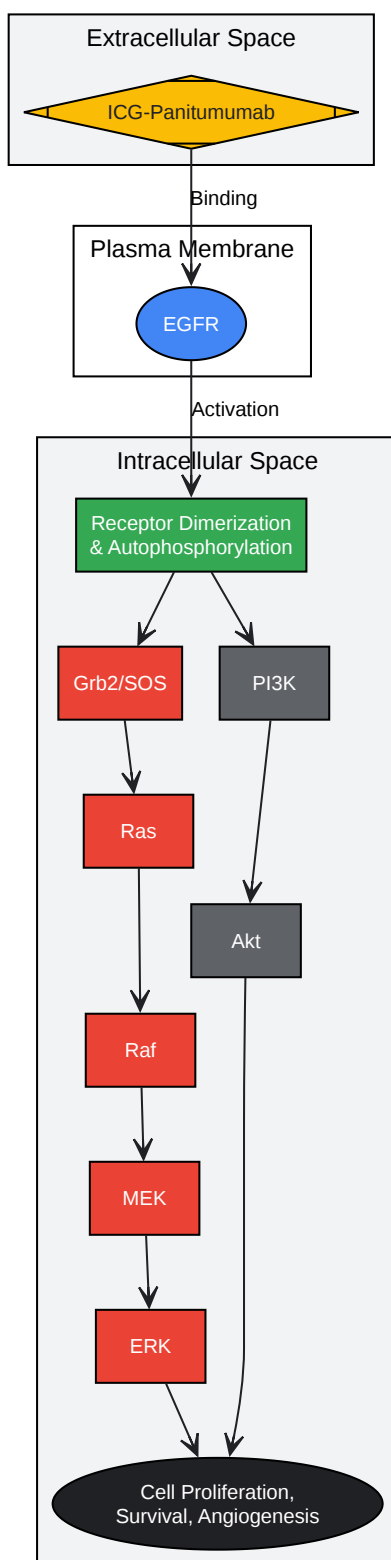 Extracellular Space
ICG-Panitumumab
Binding
Plasma Membrane
EGFR
Activation
Intracellular Space
Receptor Dimerization
& Autophosphorylation
Grb2/SOS
PI3K
Ras
Akt
Raf
MEK
ERK
Cell Proliferation,
Survival, Angiogenesis